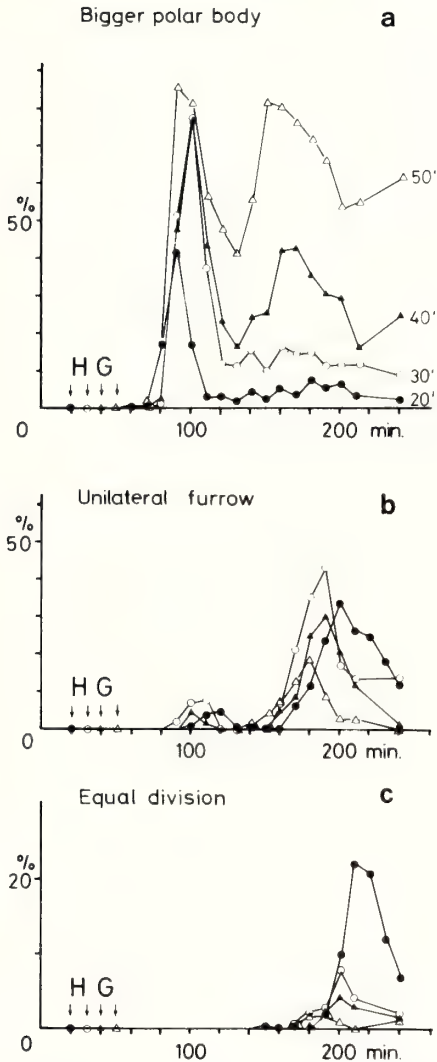 Bigger polar body a
%
50
50'
40'
30'
20'
H G
0 100 200 min.
Unilateral furrow b
%
50
H G
0 100 200 min.
Equal division c
%
20
H G
0 100 200 min.